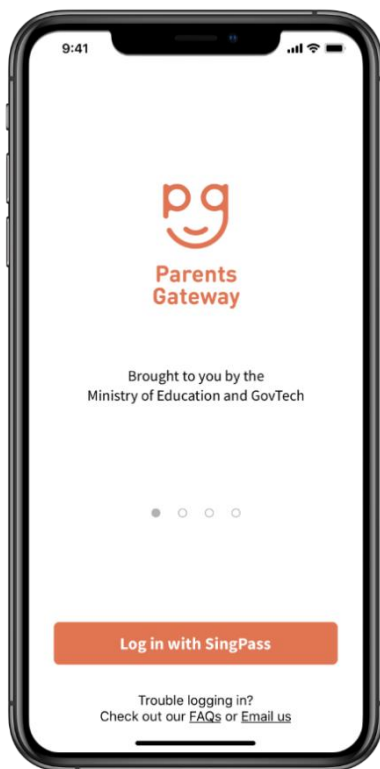 9:41
pg
Parents
Gateway
Brought to you by the
Ministry of Education and GovTech
Log in with SingPass
Trouble logging in?
Check out our FAQs or Email us